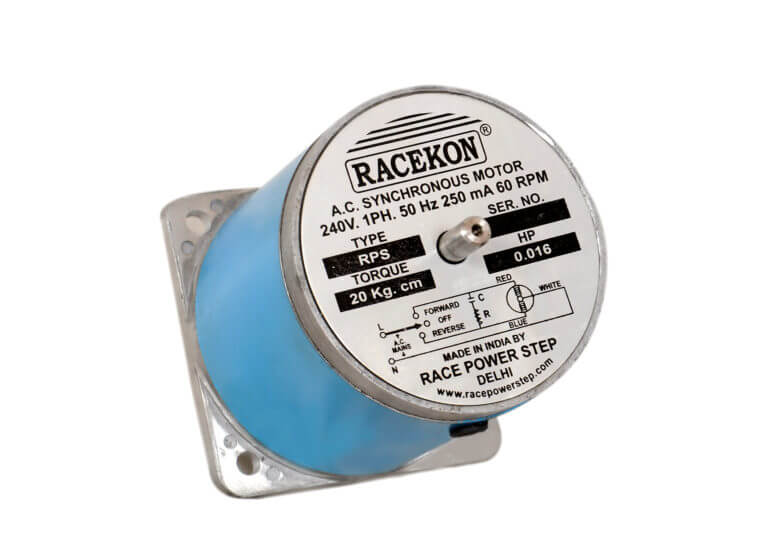 RACEKON ®
A.C. SYNCHRONOUS MOTOR
240V. 1PH. 50 Hz 250 mA 60 RPM
TYPE
RPS
TORQUE
20 Kg. cm
SER. NO.
HP
0.016
FORWARD
OFF
REVERSE
L
A.C.
MAINS
N
C
R
RED
WHITE
BLUE
MADE IN INDIA BY
RACE POWER STEP
DELHI
www.racepowerstep.com